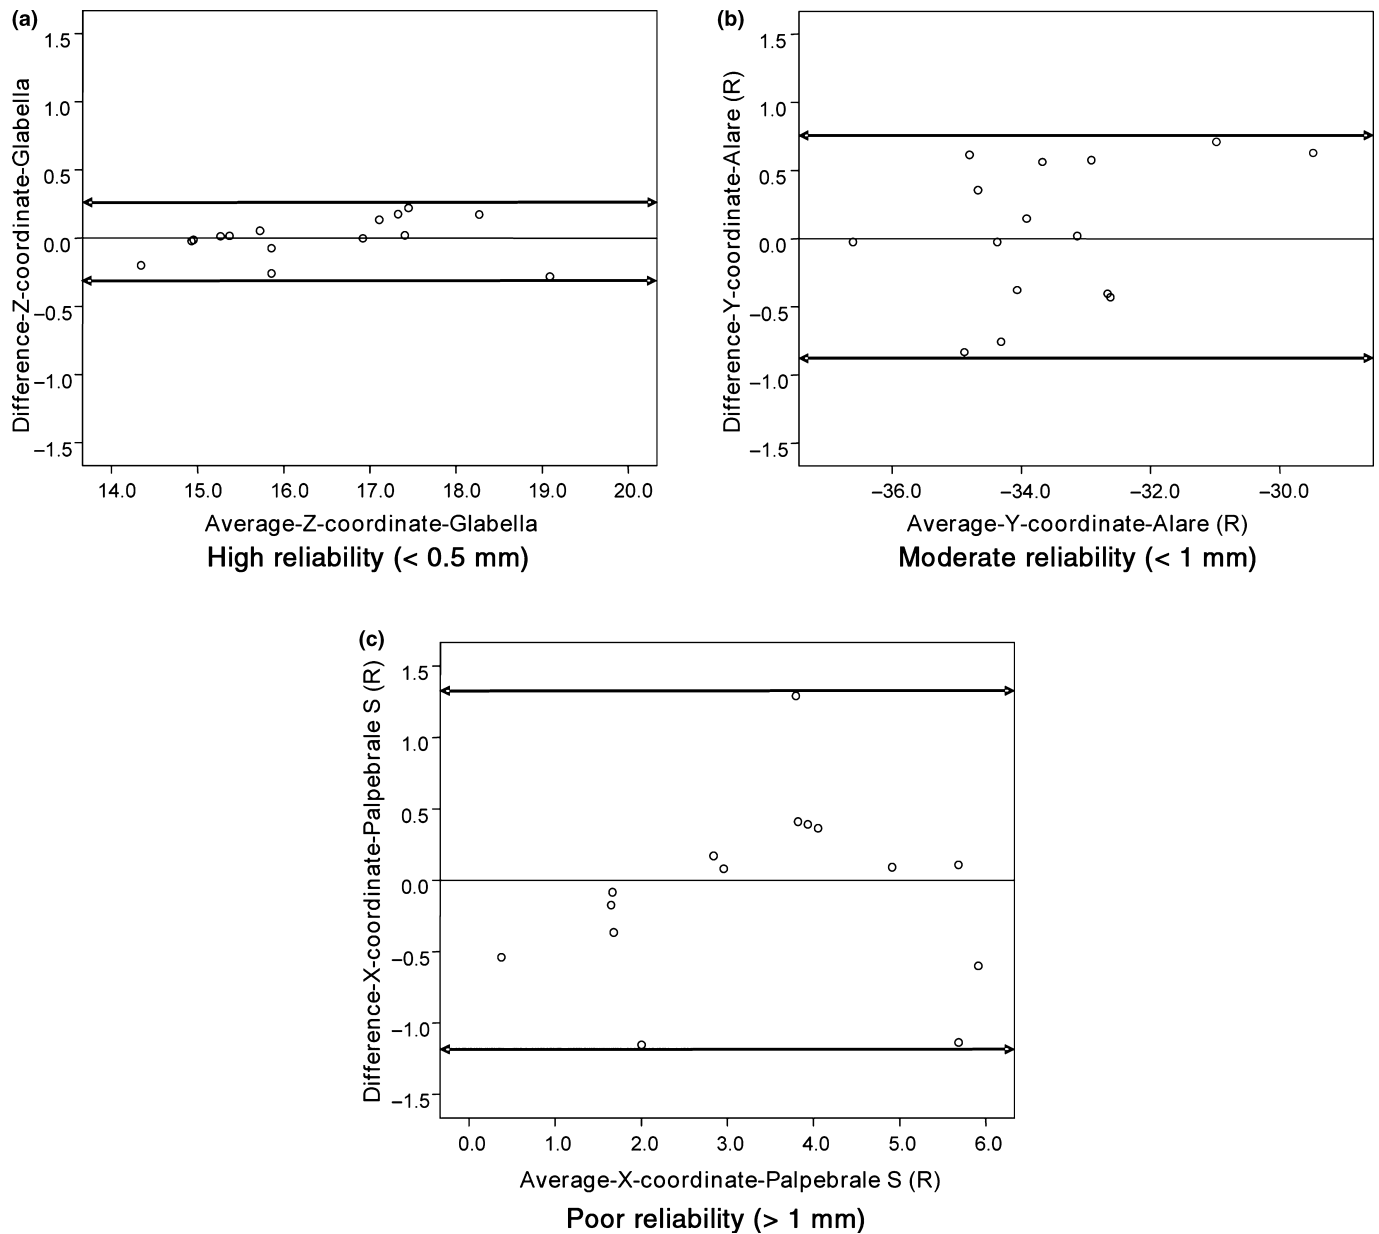 (a)
Difference-Z-coordinate-Glabella
1.5
1.0
0.5
0.0
−0.5
−1.0
−1.5
14.0 15.0 16.0 17.0 18.0 19.0 20.0
Average-Z-coordinate-Glabella
High reliability (< 0.5 mm)
(b)
Difference-Y-coordinate-Alare (R)
1.5
1.0
0.5
0.0
−0.5
−1.0
−1.5
−36.0 −34.0 −32.0 −30.0
Average-Y-coordinate-Alare (R)
Moderate reliability (< 1 mm)
(c)
Difference-X-coordinate-Palpebrale S (R)
1.5
1.0
0.5
0.0
−0.5
−1.0
−1.5
0.0 1.0 2.0 3.0 4.0 5.0 6.0
Average-X-coordinate-Palpebrale S (R)
Poor reliability (> 1 mm)